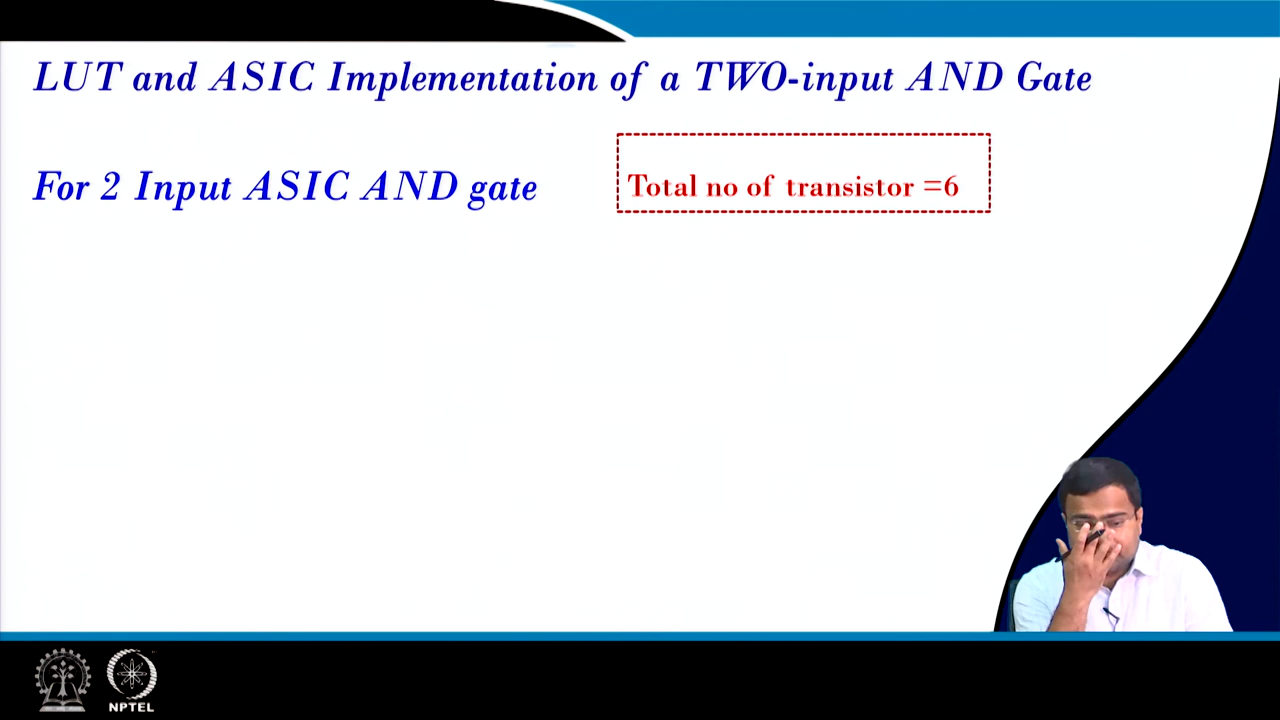 LUT and ASIC Implementation of a TWO-input AND Gate
For 2 Input ASIC AND gate
Total no of transistor =6
NPTEL